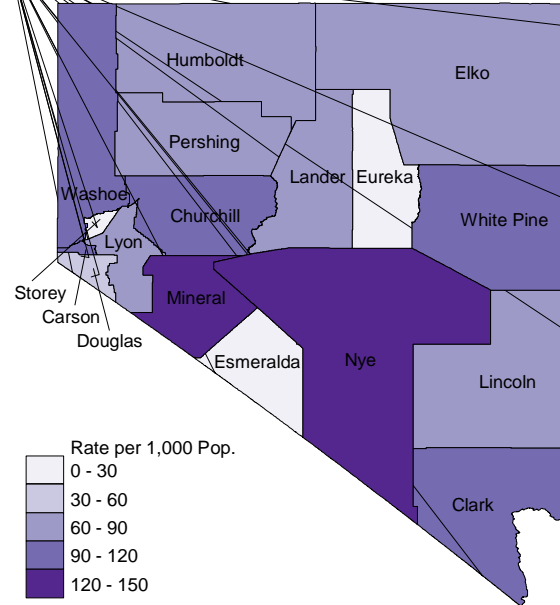 Humboldt
Elko
Pershing
Lander
Eureka
Washoe
Churchill
White Pine
Lyon
Storey
Carson
Douglas
Mineral
Esmeralda
Nye
Lincoln
Clark
Rate per 1,000 Pop.
0 - 30
30 - 60
60 - 90
90 - 120
120 - 150